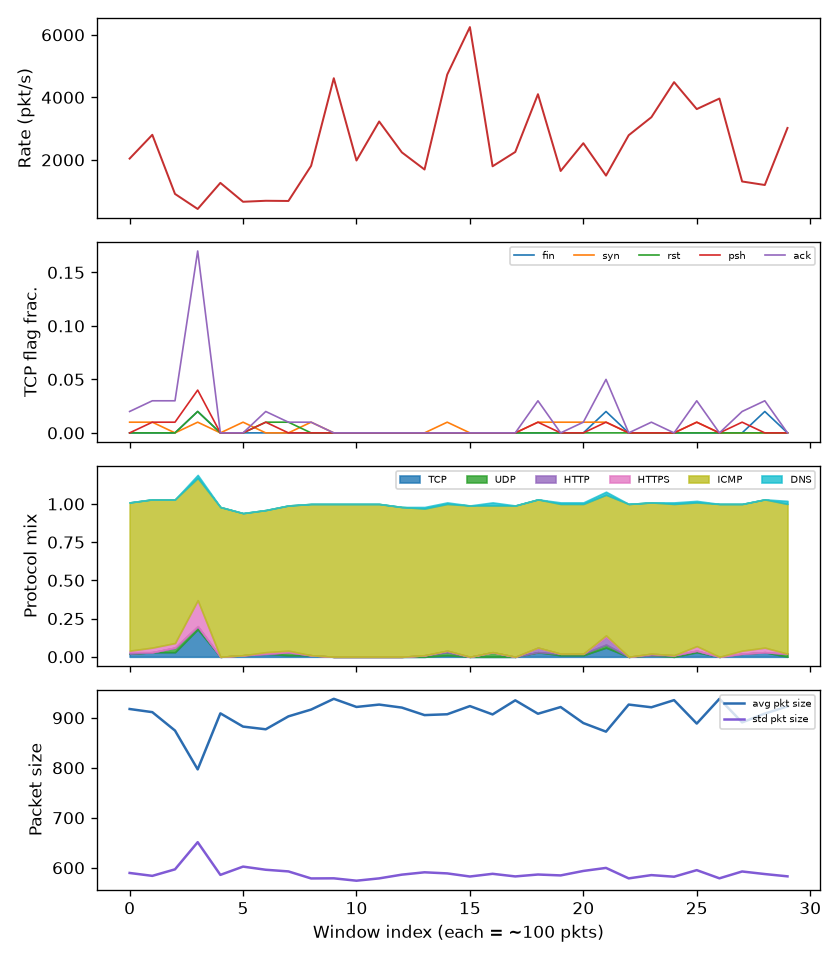 Rate (pkt/s)
6000
4000
2000
TCP flag frac.
fin syn rst psh ack
0.15
0.10
0.05
0.00
Protocol mix
TCP UDP HTTP HTTPS ICMP DNS
1.00
0.75
0.50
0.25
0.00
Packet size
avg pkt size
std pkt size
900
800
700
600
0 5 10 15 20 25 30
Window index (each = ~100 pkts)